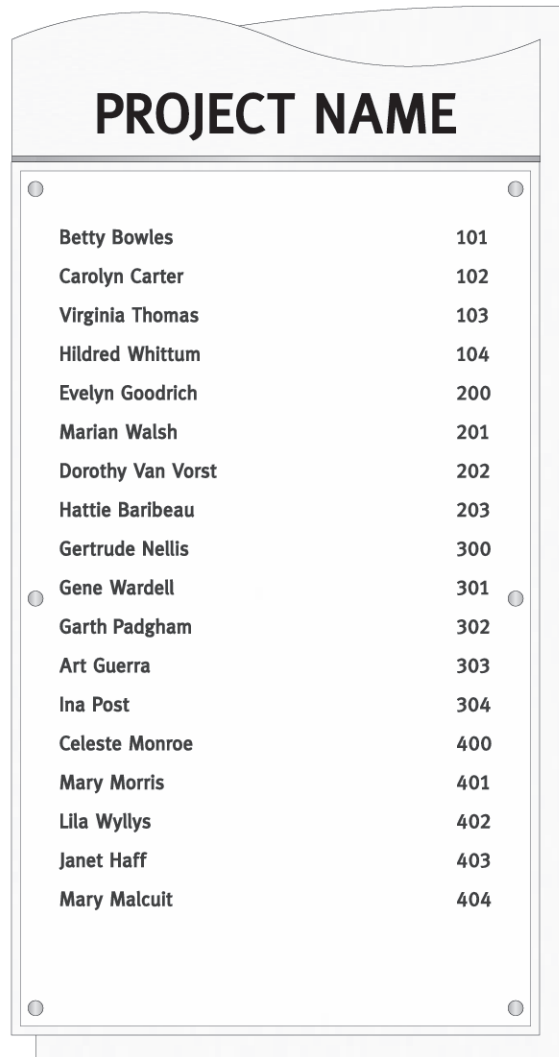 PROJECT NAME
Betty Bowles 101
Carolyn Carter 102
Virginia Thomas 103
Hildred Whittum 104
Evelyn Goodrich 200
Marian Walsh 201
Dorothy Van Vorst 202
Hattie Baribeau 203
Gertrude Nellis 300
Gene Wardell 301
Garth Padgham 302
Art Guerra 303
Ina Post 304
Celeste Monroe 400
Mary Morris 401
Lila Wyllys 402
Janet Haff 403
Mary Malcuit 404